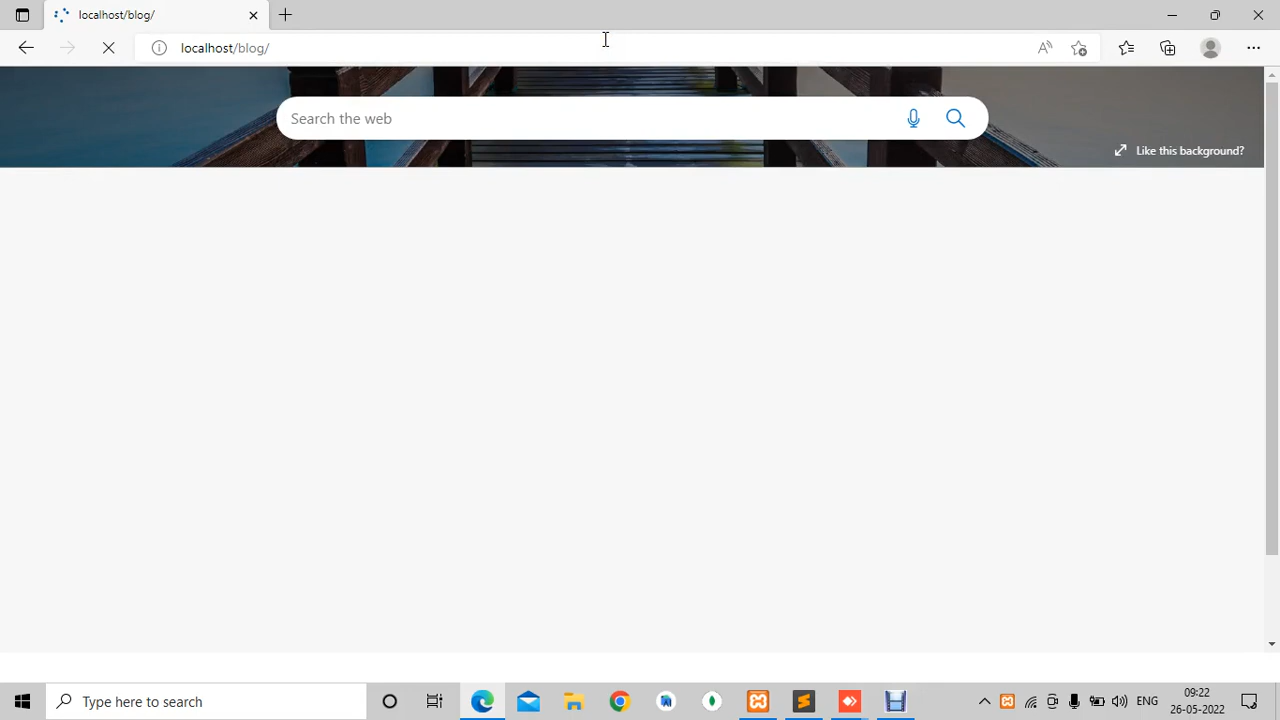 localhost/blog/
localhost/blog/
Search the web
Like this background?
Type here to search
ENG
09:22
26-05-2022